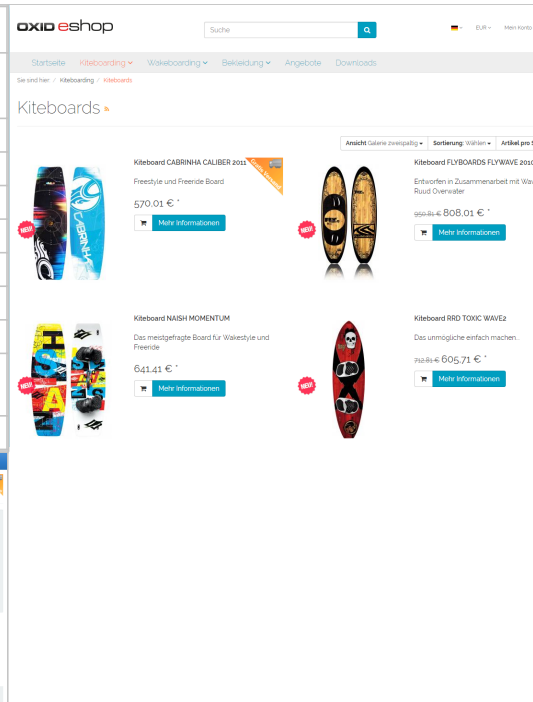 OXID eshop
Suche
EUR
Mein Konto
Startseite Kiteboarding Wakeboarding Bekleidung Angebote Downloads
Sie sind hier: / Kiteboarding / Kiteboards
Kiteboards
Ansicht Galerie zweispaltig Sortierung: Wählen Artikel pro
Kiteboard CABRINHA CALIBER 2011
Freestyle und Freeride Board
570,01 € *
Mehr Informationen
NEU!
CABRINHA
Kiteboard FLYBOARDS FLYWAVE 2010
Entworfen in Zusammenarbeit mit
Ruud Overwater
950,81 € 808,01 € *
Mehr Informationen
NEU!
Kiteboard NAISH MOMENTUM
Das meistgefragte Board für Wakestyle und
Freeride
641,41 € *
Mehr Informationen
NEU!
Kiteboard RRD TOXIC WAVE2
Das unmögliche einfach machen...
712,81 € 605,71 € *
Mehr Informationen
NEU!